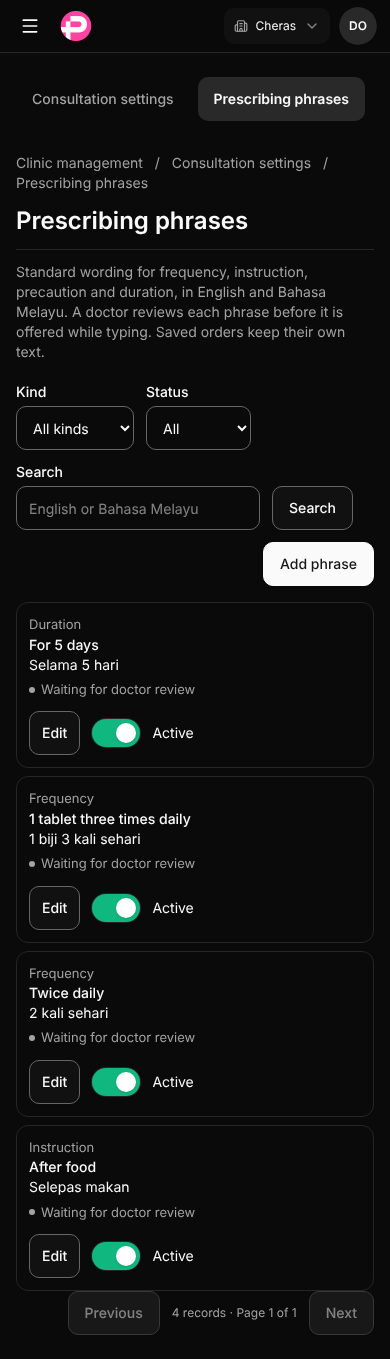 Cheras
DO
Consultation settings
Prescribing phrases
Clinic management / Consultation settings /
Prescribing phrases
Prescribing phrases
Standard wording for frequency, instruction,
precaution and duration, in English and Bahasa
Melayu. A doctor reviews each phrase before it is
offered while typing. Saved orders keep their own
text.
Kind
Status
All kinds
All
Search
English or Bahasa Melayu
Search
Add phrase
Duration
For 5 days
Selama 5 hari
Waiting for doctor review
Edit
Active
Frequency
1 tablet three times daily
1 biji 3 kali sehari
Waiting for doctor review
Edit
Active
Frequency
Twice daily
2 kali sehari
Waiting for doctor review
Edit
Active
Instruction
After food
Selepas makan
Waiting for doctor review
Edit
Active
Previous
4 records · Page 1 of 1
Next